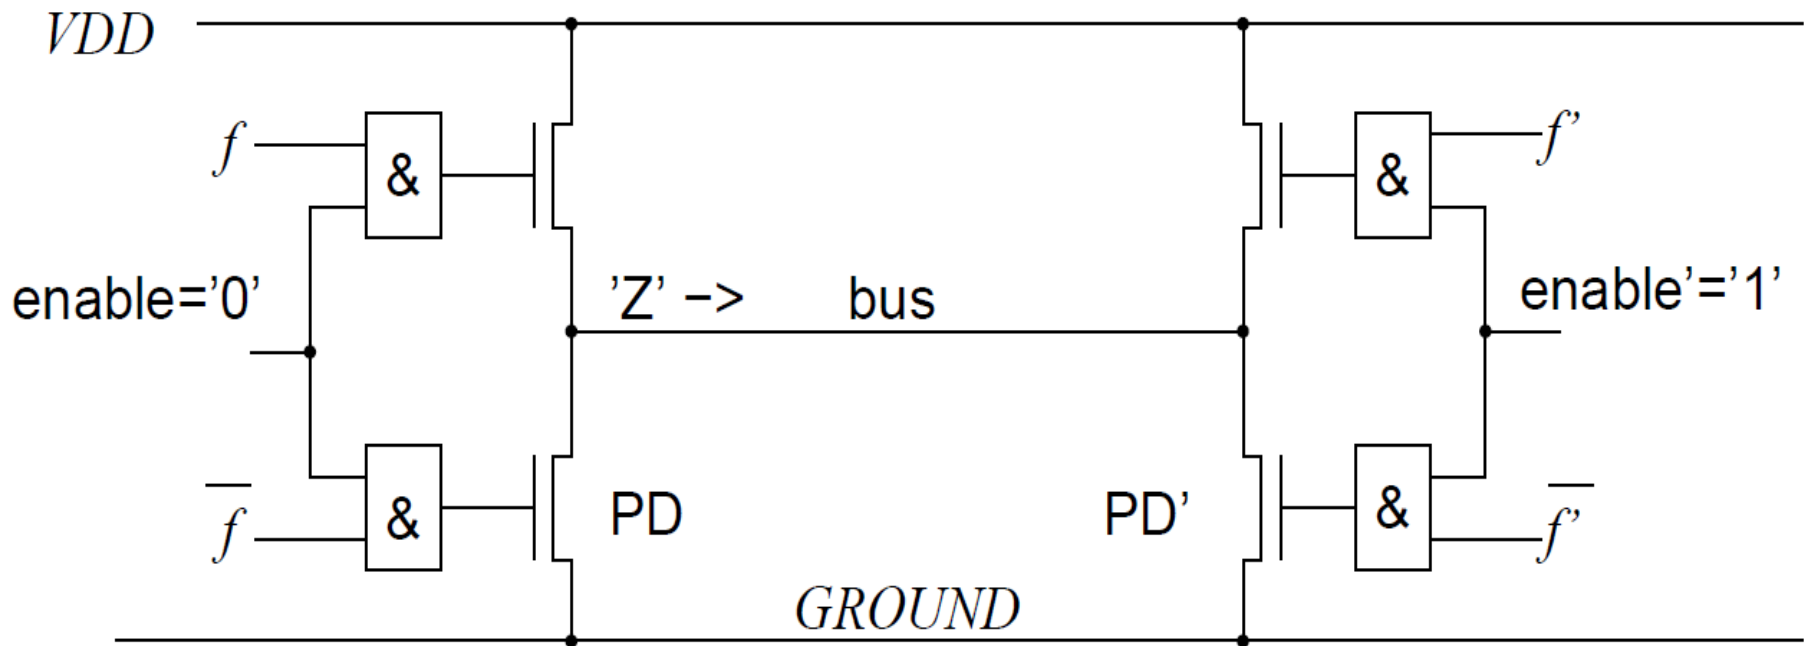 VDD
f & & f’
enable=’0’ ’Z’ −> bus enable’=’1’
f̅ & PD PD’ & f’̅
GROUND